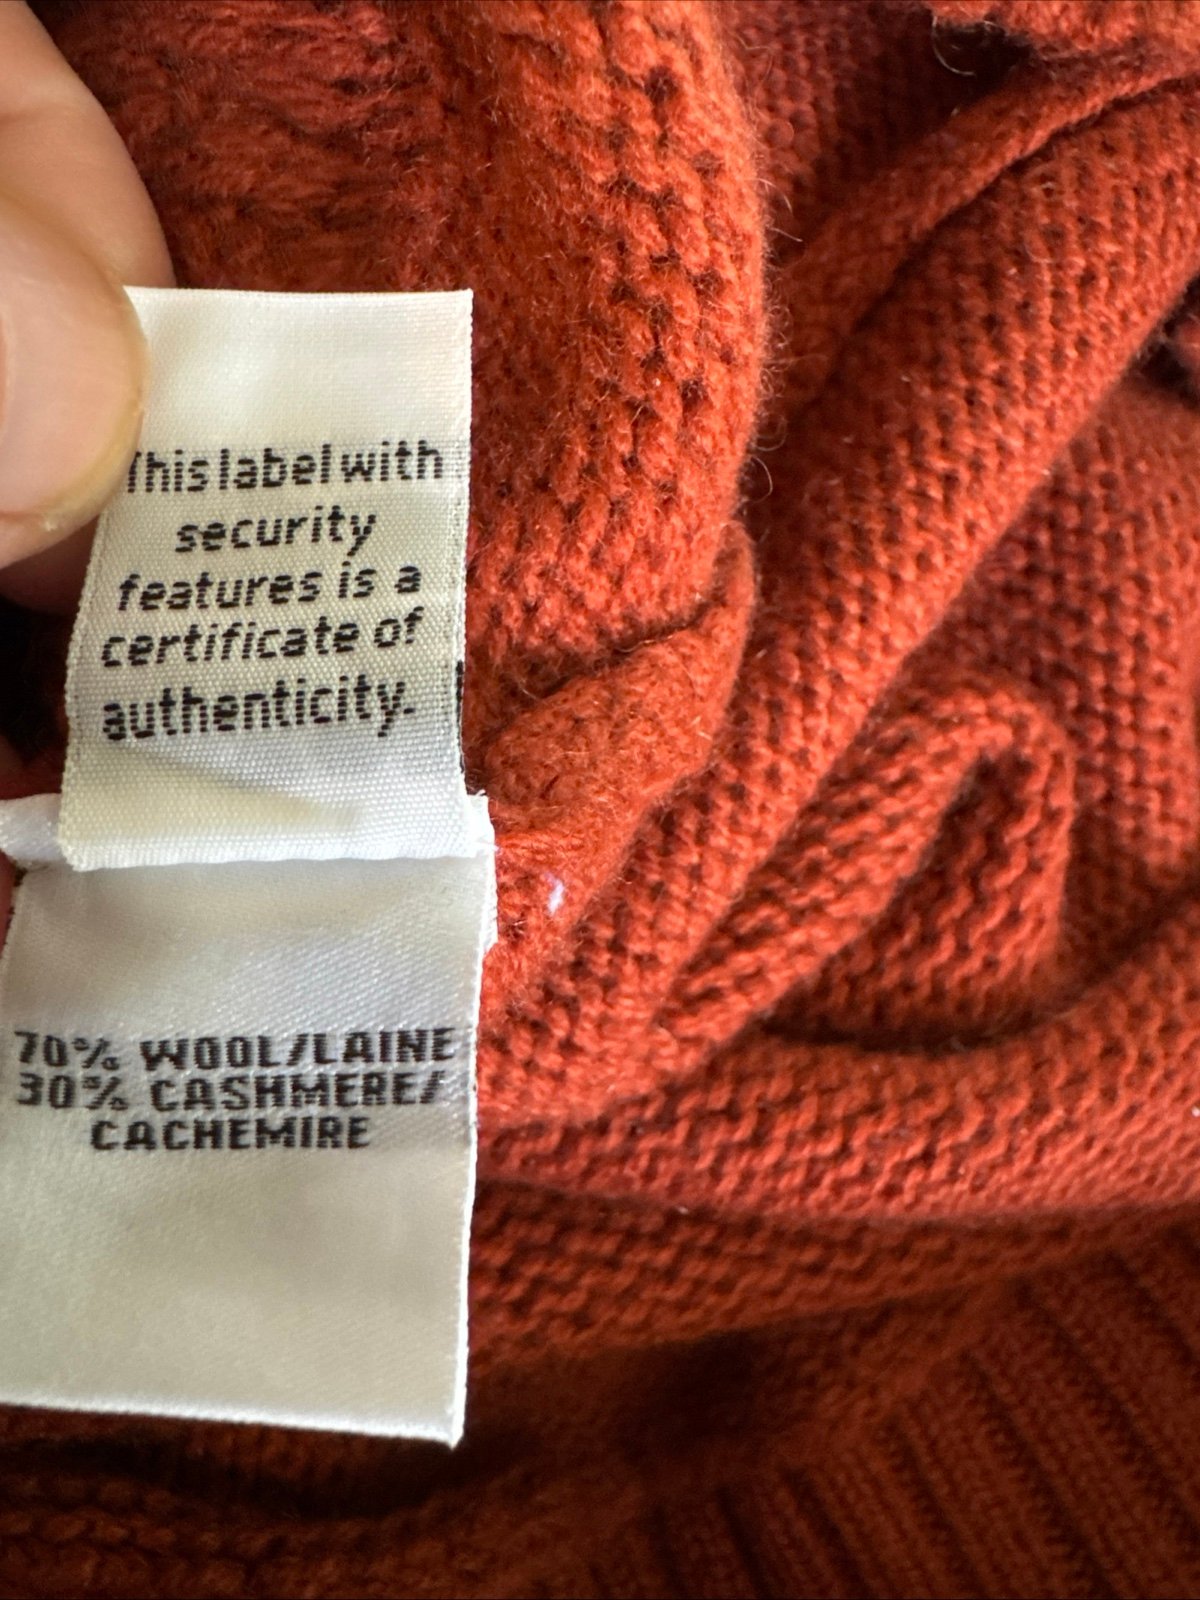 This label with
security
features is a
certificate of
authenticity.
70% WOOL/LAINE
30% CASHMERE/
CACHEMIRE